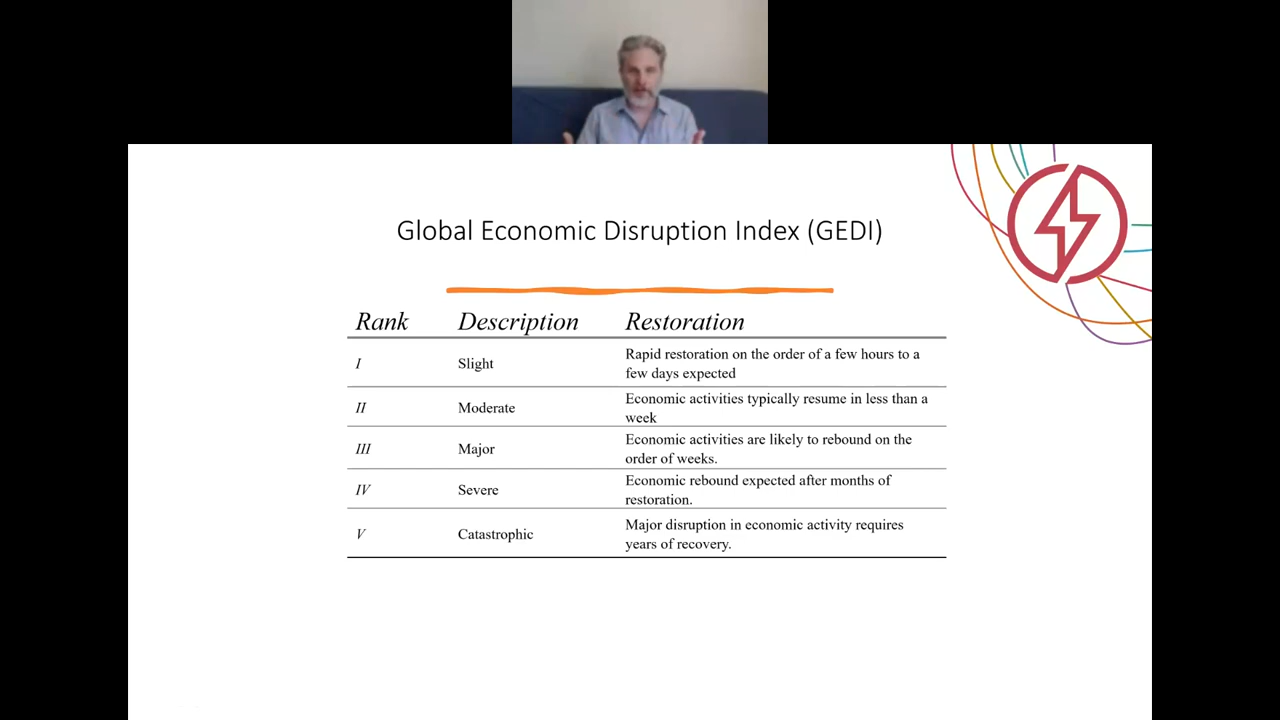 Global Economic Disruption Index (GEDI)
Rank Description Restoration
I Slight Rapid restoration on the order of a few hours to a
few days expected
II Moderate Economic activities typically resume in less than a
week
III Major Economic activities are likely to rebound on the
order of weeks.
IV Severe Economic rebound expected after months of
restoration.
V Catastrophic Major disruption in economic activity requires
years of recovery.